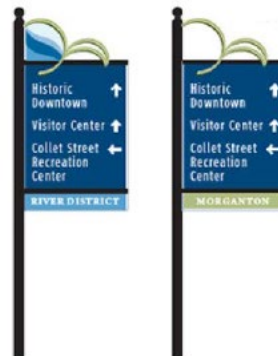 Historic
Downtown
Visitor Center
Collet Street
Recreation
Center
RIVER DISTRICT
Historic
Downtown
Visitor Center
Collet Street
Recreation
Center
MORGANTON